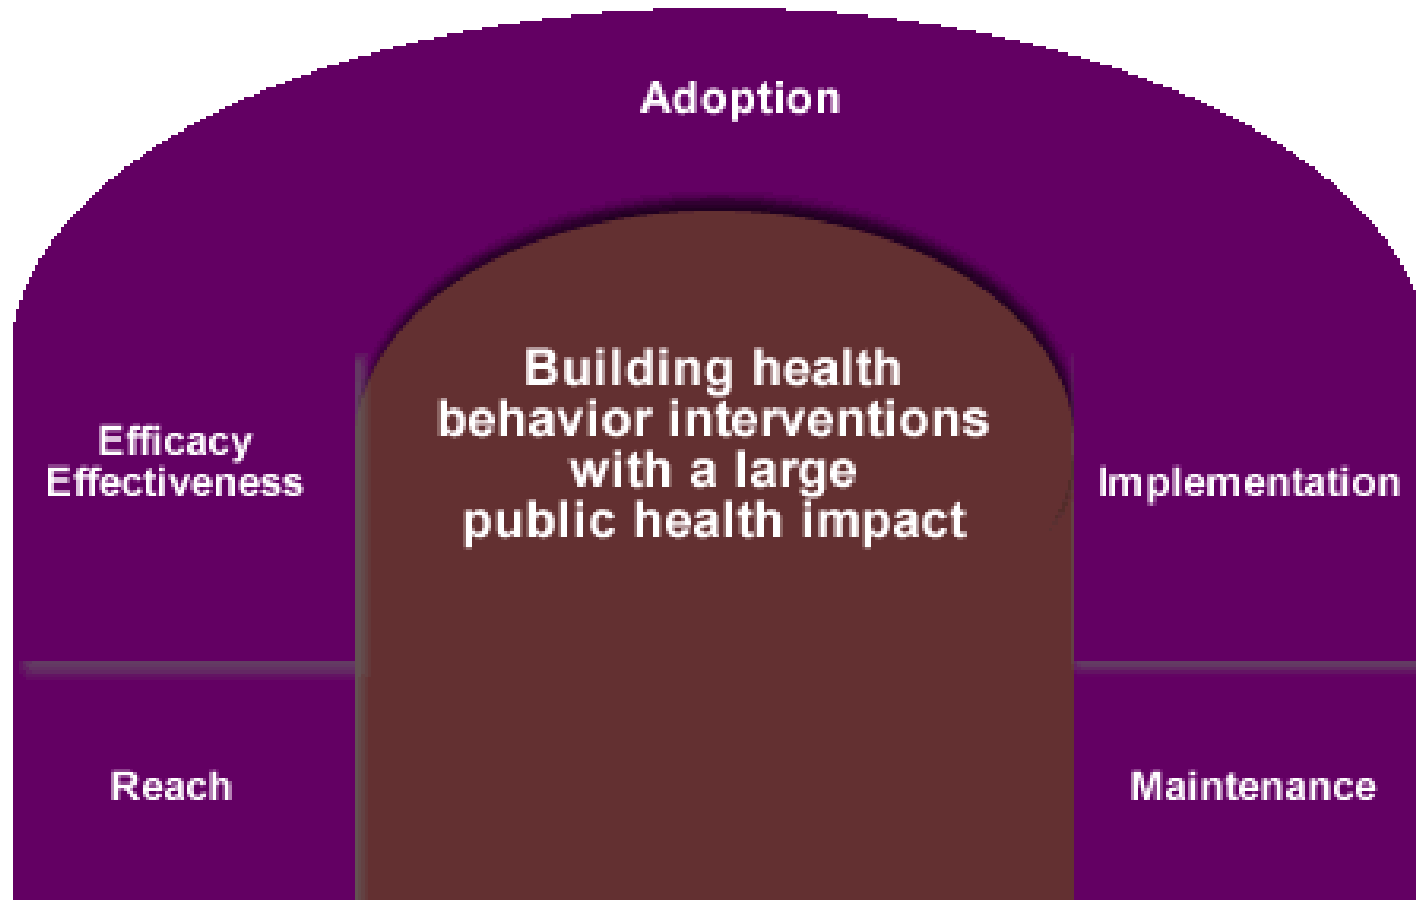 Adoption
Building health
behavior interventions
with a large
public health impact
Efficacy
Effectiveness
Implementation
Reach
Maintenance